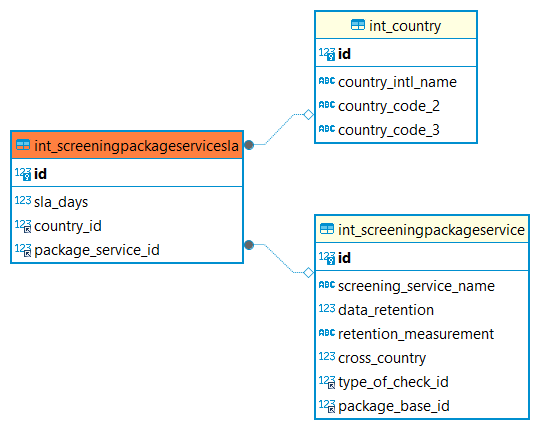 int_country
123 id
ABC country_intl_name
ABC country_code_2
ABC country_code_3
int_screeningpackageservicesla
123 id
123 sla_days
123 country_id
123 package_service_id
int_screeningpackageservice
123 id
ABC screening_service_name
123 data_retention
ABC retention_measurement
123 cross_country
123 type_of_check_id
123 package_base_id